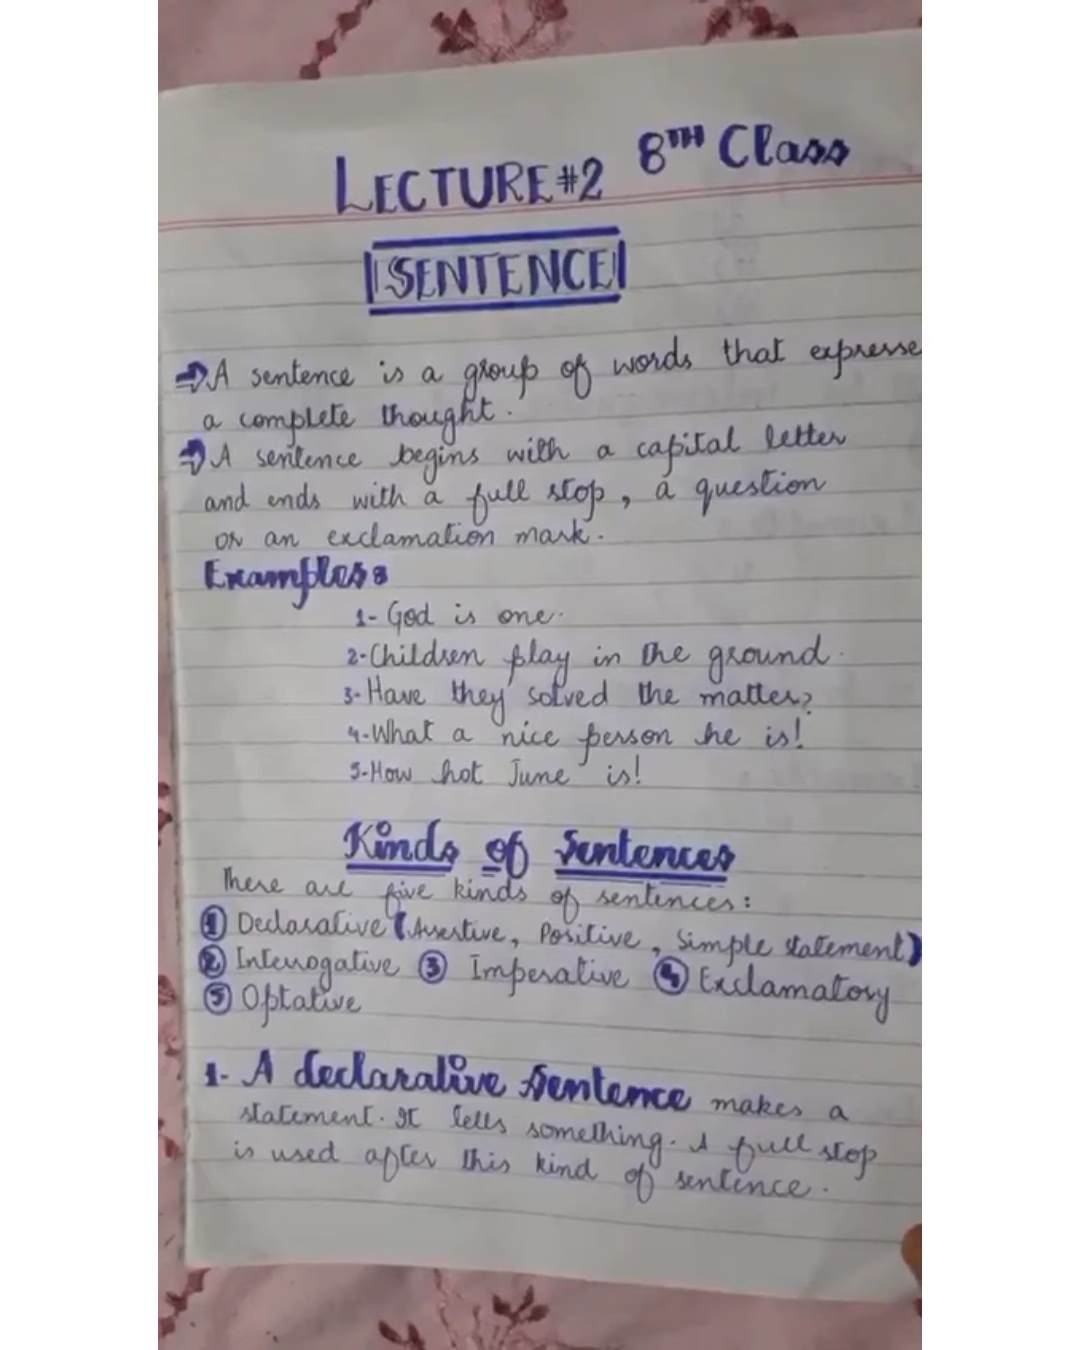 8TH Class
LECTURE #2
SENTENCE
⇒ A sentence is a group of words that expresse
a complete thought.
⇒ A sentence begins with a capital letter
and ends with a full stop, a question
or an exclamation mark.
Examples:
1- God is one.
2- Children play in the ground.
3- Have they solved the matter?
4- What a nice person he is!
5- How hot June is!
Kinds of Sentences
There are five kinds of sentences:
① Declarative (Assertive, Positive, Simple statement)
② Interrogative ③ Imperative ④ Exclamatory
⑤ Optative
1- A declarative Sentence makes a
statement. It tells something. A full stop
is used after this kind of sentence.